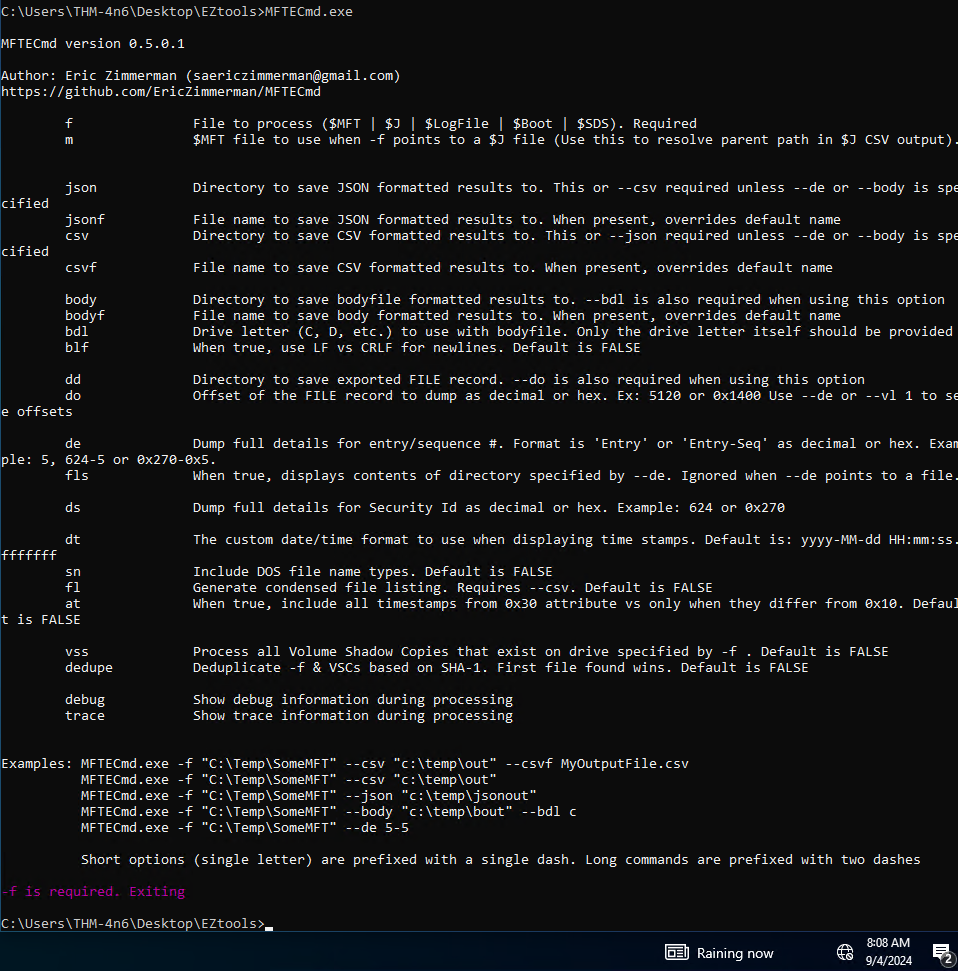 C:\Users\THM-4n6\Desktop\EZtools>MFTECmd.exe
MFTECmd version 0.5.0.1
Author: Eric Zimmerman (saericzimmerman@gmail.com)
https://github.com/EricZimmerman/MFTECmd
f File to process ($MFT | $J | $LogFile | $Boot | $SDS). Required
m $MFT file to use when -f points to a $J file (Use this to resolve parent path in $J CSV output).
json Directory to save JSON formatted results to. This or --csv required unless --de or --body is spe
cified
jsonf File name to save JSON formatted results to. When present, overrides default name
csv Directory to save CSV formatted results to. This or --json required unless --de or --body is spe
cified
csvf File name to save CSV formatted results to. When present, overrides default name
body Directory to save bodyfile formatted results to. --bdl is also required when using this option
bodyf File name to save body formatted results to. When present, overrides default name
bdl Drive letter (C, D, etc.) to use with bodyfile. Only the drive letter itself should be provided
blf When true, use LF vs CRLF for newlines. Default is FALSE
dd Directory to save exported FILE record. --do is also required when using this option
do Offset of the FILE record to dump as decimal or hex. Ex: 5120 or 0x1400 Use --de or --vl 1 to se
e offsets
de Dump full details for entry/sequence #. Format is 'Entry' or 'Entry-Seq' as decimal or hex. Exam
ple: 5, 624-5 or 0x270-0x5.
fls When true, displays contents of directory specified by --de. Ignored when --de points to a file.
ds Dump full details for Security Id as decimal or hex. Example: 624 or 0x270
dt The custom date/time format to use when displaying time stamps. Default is: yyyy-MM-dd HH:mm:ss.
fffffff
sn Include DOS file name types. Default is FALSE
fl Generate condensed file listing. Requires --csv. Default is FALSE
at When true, include all timestamps from 0x30 attribute vs only when they differ from 0x10. Defaul
t is FALSE
vss Process all Volume Shadow Copies that exist on drive specified by -f . Default is FALSE
dedupe Deduplicate -f & VSCs based on SHA-1. First file found wins. Default is FALSE
debug Show debug information during processing
trace Show trace information during processing
Examples: MFTECmd.exe -f "C:\Temp\SomeMFT" --csv "c:\temp\out" --csvf MyOutputFile.csv
MFTECmd.exe -f "C:\Temp\SomeMFT" --csv "c:\temp\out"
MFTECmd.exe -f "C:\Temp\SomeMFT" --json "c:\temp\jsonout"
MFTECmd.exe -f "C:\Temp\SomeMFT" --body "c:\temp\bout" --bdl c
MFTECmd.exe -f "C:\Temp\SomeMFT" --de 5-5
Short options (single letter) are prefixed with a single dash. Long commands are prefixed with two dashes
-f is required. Exiting
C:\Users\THM-4n6\Desktop\EZtools>
Raining now
8:08 AM
9/4/2024
2